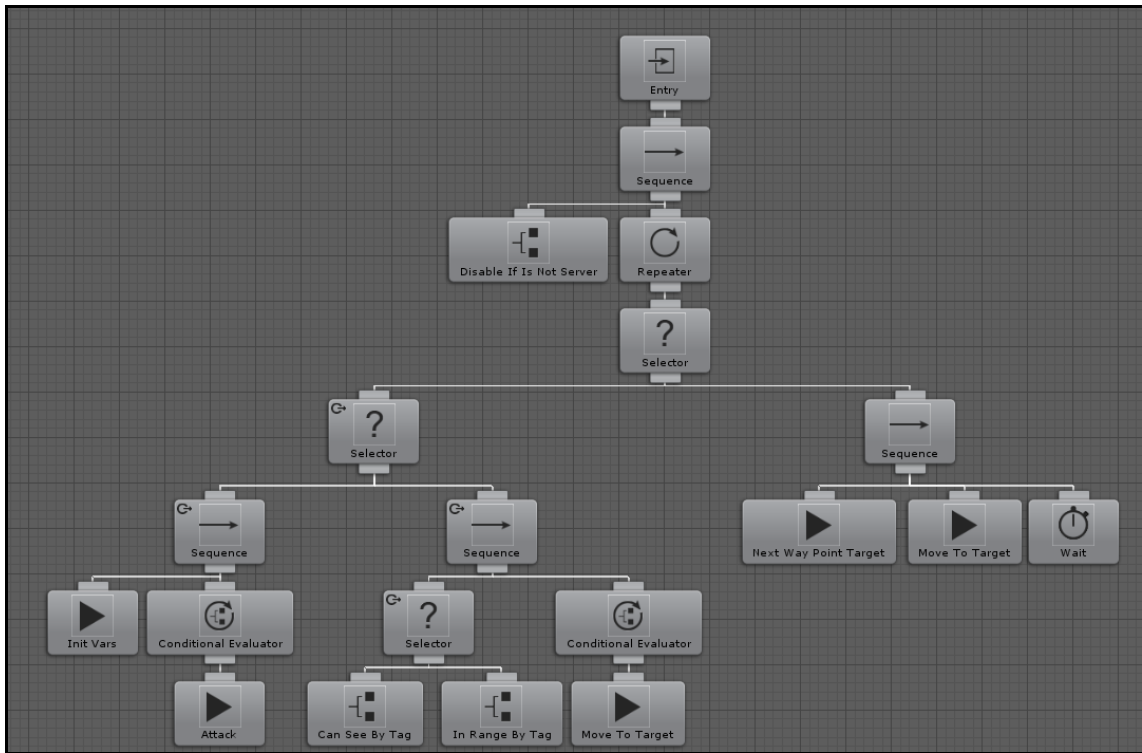 Entry
Sequence
Disable If Is Not Server
Repeater
Selector
Selector
Sequence
Sequence
Sequence
Next Way Point Target
Move To Target
Wait
Init Vars
Conditional Evaluator
Selector
Conditional Evaluator
Attack
Can See By Tag
In Range By Tag
Move To Target